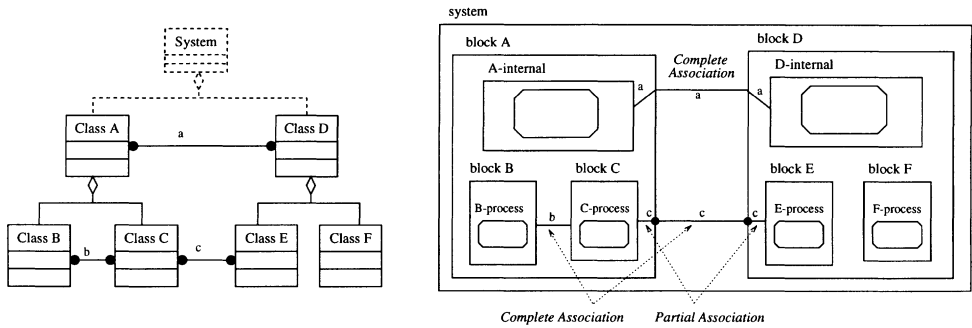 System
Class A
Class D
a
Class B
Class C
Class E
Class F
b
c
system
block A
block D
A-internal
Complete
Association
D-internal
a
a
a
block B
block C
block E
block F
B-process
C-process
E-process
F-process
b
c
c
c
Complete Association
Partial Association